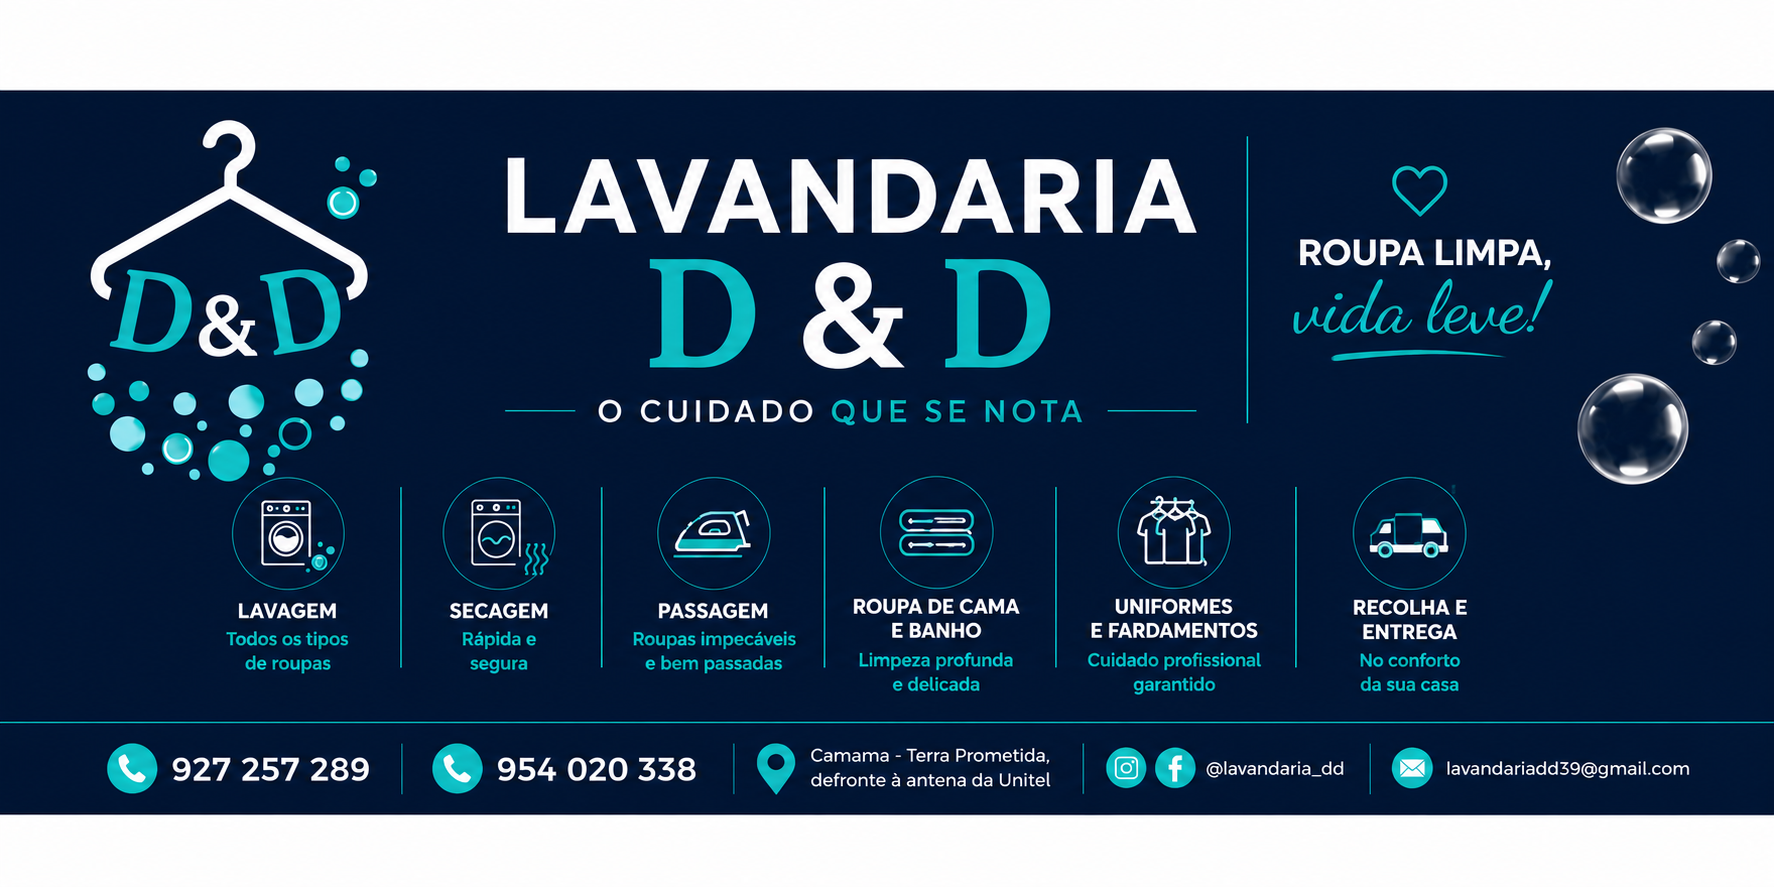 D&D
LAVANDARIA
D & D
O CUIDADO QUE SE NOTA
ROUPA LIMPA,
vida leve!
LAVAGEM
Todos os tipos
de roupas
SECAGEM
Rápida e
segura
PASSAGEM
Roupas impecáveis
e bem passadas
ROUPA DE CAMA
E BANHO
Limpeza profunda
e delicada
UNIFORMES
E FARDAMENTOS
Cuidado profissional
garantido
RECOLHA E
ENTREGA
No conforto
da sua casa
927 257 289
954 020 338
Camama - Terra Prometida,
defronte à antena da Unitel
@lavandaria_dd
lavandariadd39@gmail.com